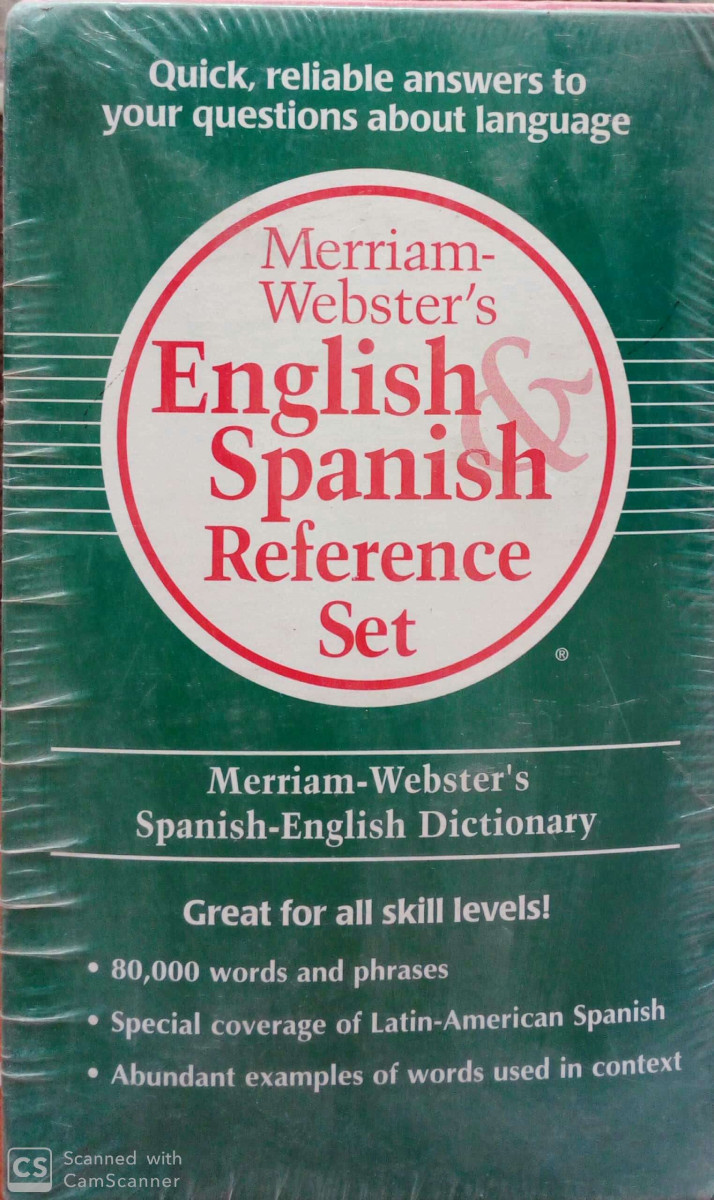 Quick, reliable answers to
your questions about language
Merriam-
Webster's
English &
Spanish
Reference
Set
®
Merriam-Webster's
Spanish-English Dictionary
Great for all skill levels!
• 80,000 words and phrases
• Special coverage of Latin-American Spanish
• Abundant examples of words used in context
CS Scanned with
CamScanner